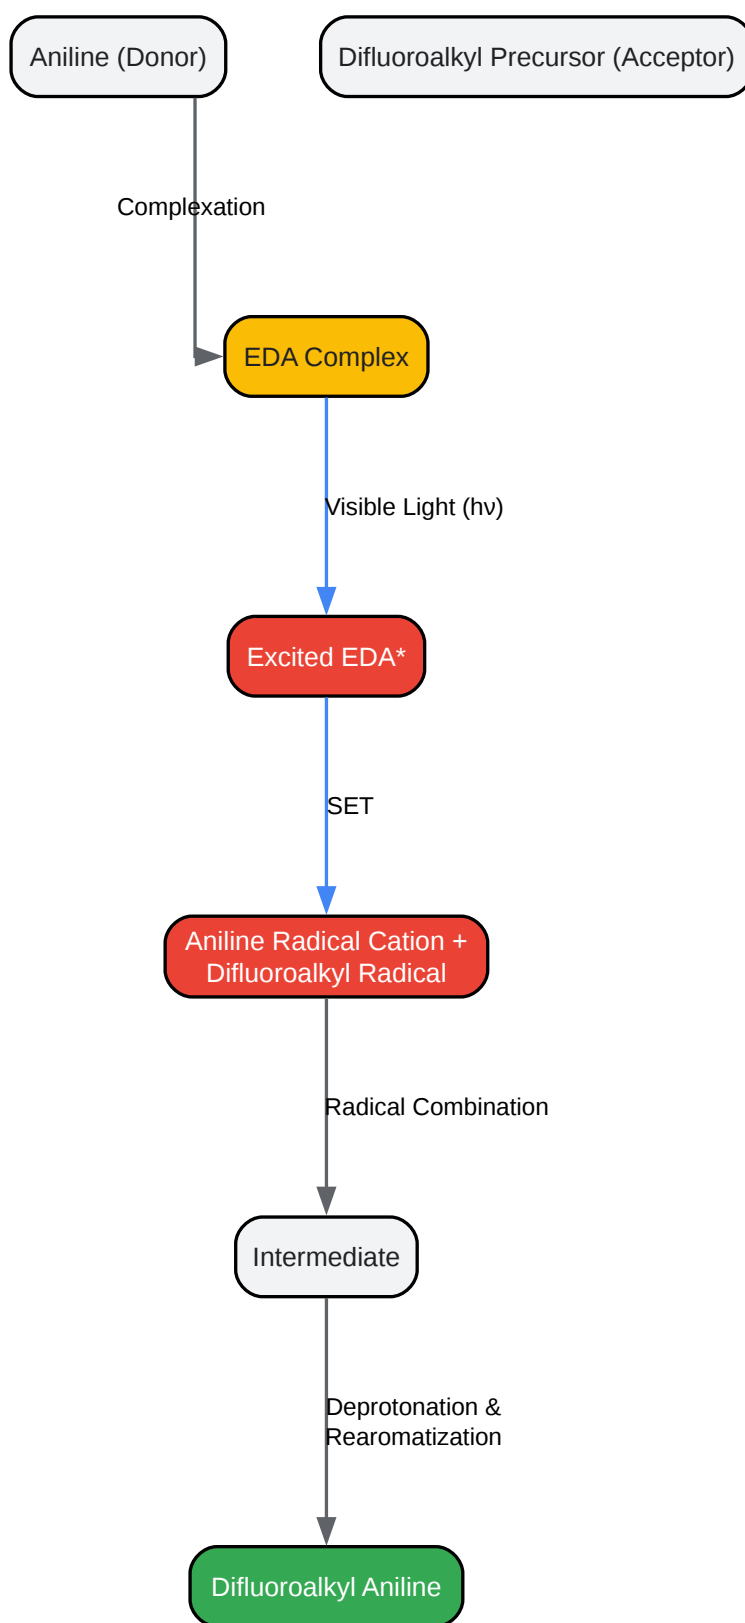 Aniline (Donor)
Difluoroalkyl Precursor (Acceptor)
Complexation
EDA Complex
Visible Light (hν)
Excited EDA*
SET
Aniline Radical Cation +
Difluoroalkyl Radical
Radical Combination
Intermediate
Deprotonation &
Rearomatization
Difluoroalkyl Aniline